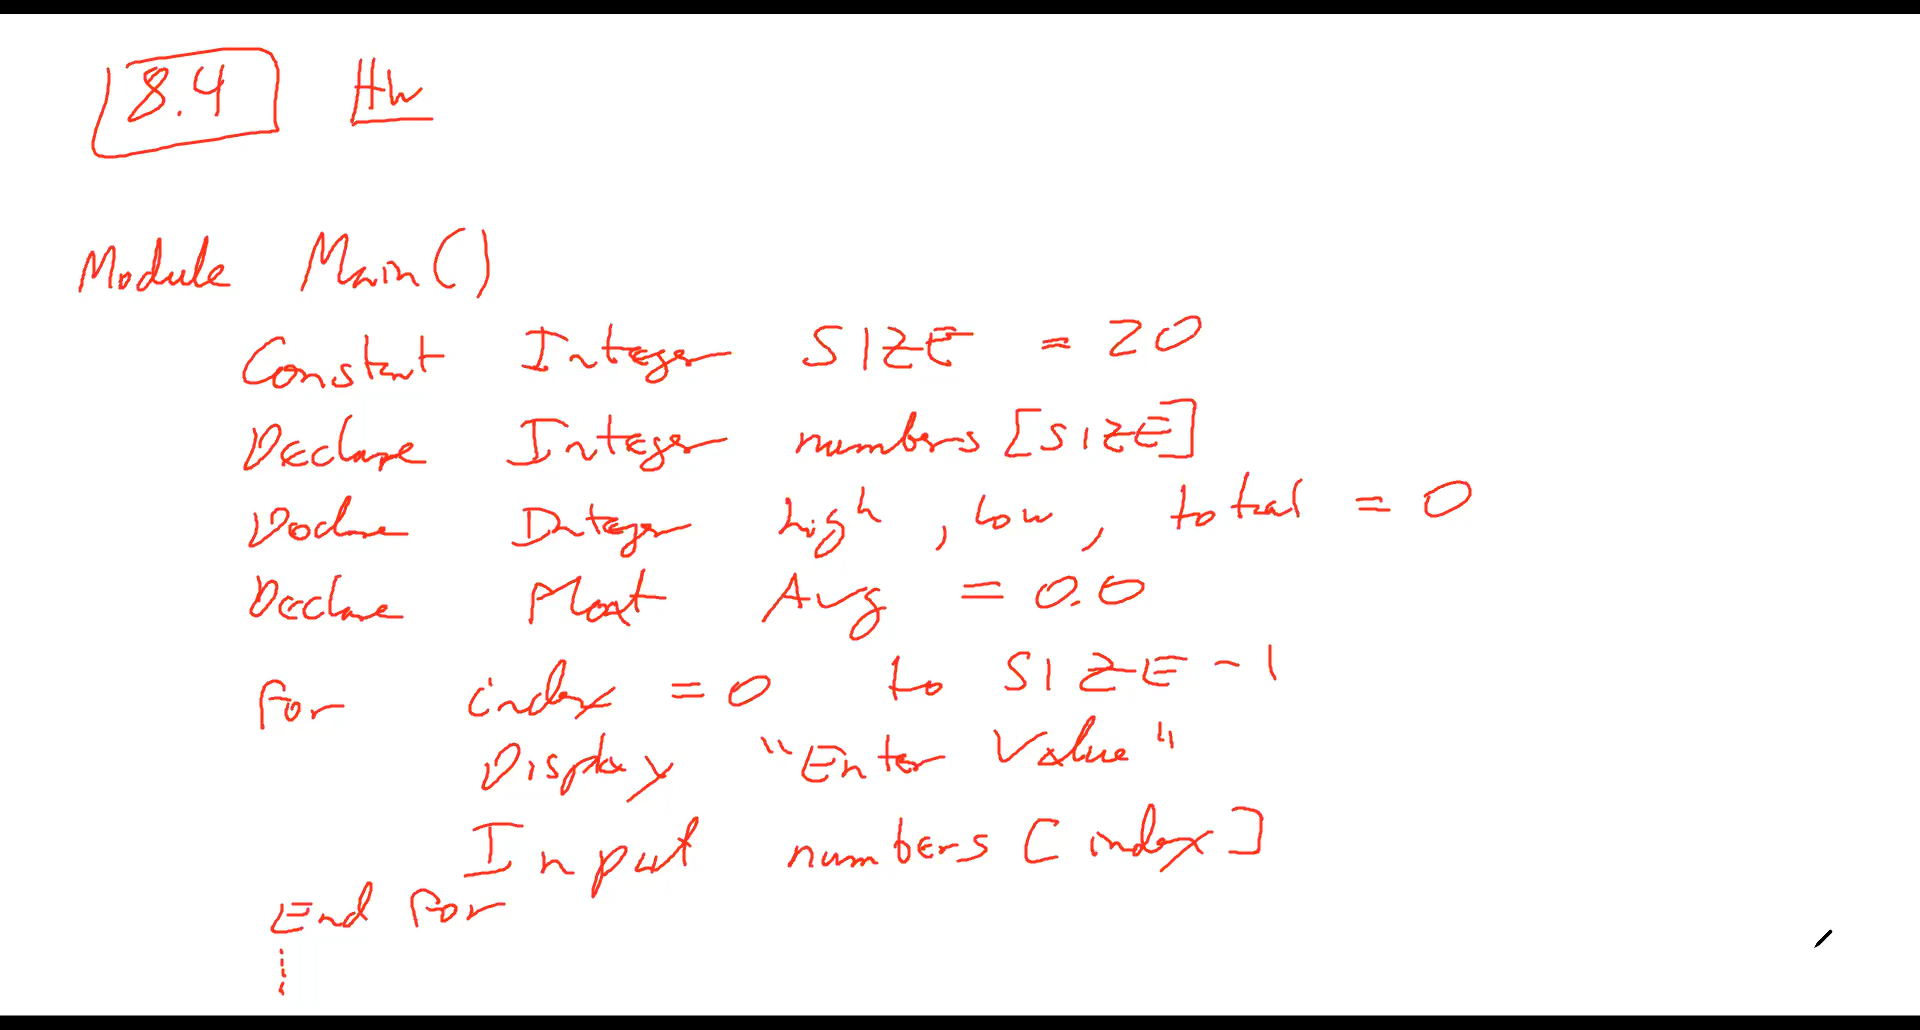 8.4 HW
Module Main()
Constant Integer SIZE = 20
Declare Integer numbers [SIZE]
Declare Integer high, low, total = 0
Declare Float Avg = 0.0
For index = 0 to SIZE - 1
Display "Enter Value"
Input numbers [index]
End For